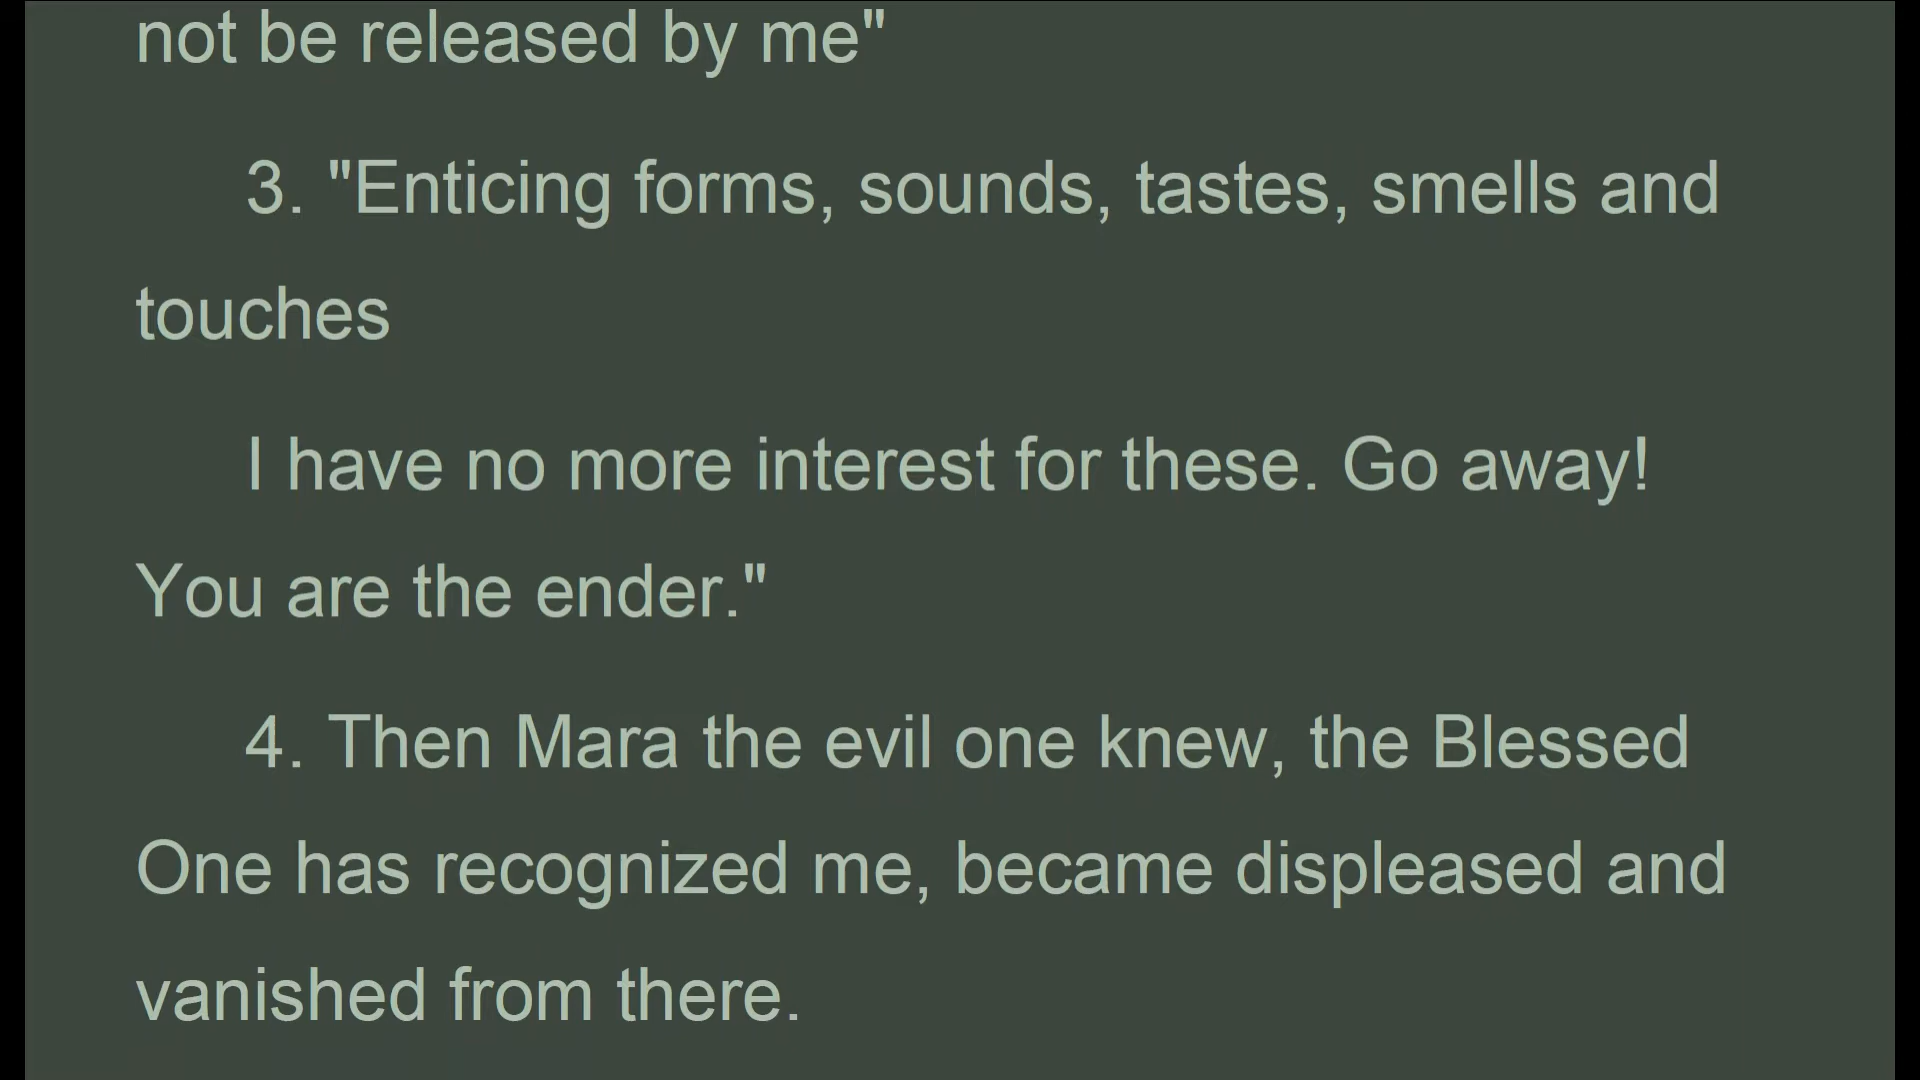 not be released by me"
3. "Enticing forms, sounds, tastes, smells and
touches
I have no more interest for these. Go away!
You are the ender."
4. Then Mara the evil one knew, the Blessed
One has recognized me, became displeased and
vanished from there.